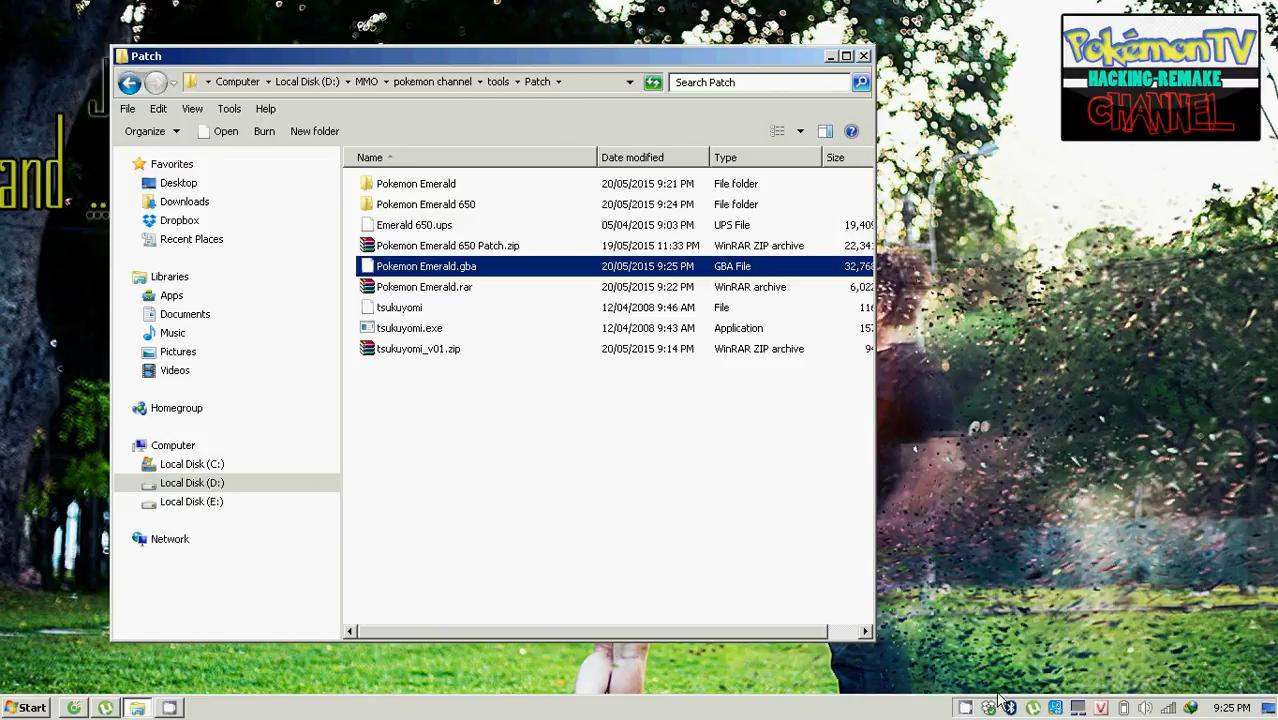 PokémonTV
HACKING-REMAKE
CHANNEL
and ..
Patch
Computer Local Disk (D:) MMO pokemon channel tools Patch
Search Patch
File Edit View Tools Help
Organize Open Burn New folder
Name Date modified Type Size
Favorites
Desktop
Downloads
Dropbox
Recent Places
Libraries
Apps
Documents
Music
Pictures
Videos
Homegroup
Computer
Local Disk (C:)
Local Disk (D:)
Local Disk (E:)
Network
Pokemon Emerald 20/05/2015 9:21 PM File folder
Pokemon Emerald 650 20/05/2015 9:24 PM File folder
Emerald 650.ups 05/04/2015 9:03 PM UPS File 19,409
Pokemon Emerald 650 Patch.zip 19/05/2015 11:33 PM WinRAR ZIP archive 22,34
Pokemon Emerald.gba 20/05/2015 9:25 PM GBA File 32,768
Pokemon Emerald.rar 20/05/2015 9:22 PM WinRAR archive 6,02
tsukuyomi 12/04/2008 9:46 AM File 116
tsukuyomi.exe 12/04/2008 9:43 AM Application 157
tsukuyomi_v01.zip 20/05/2015 9:14 PM WinRAR ZIP archive 94
Start
9:25 PM